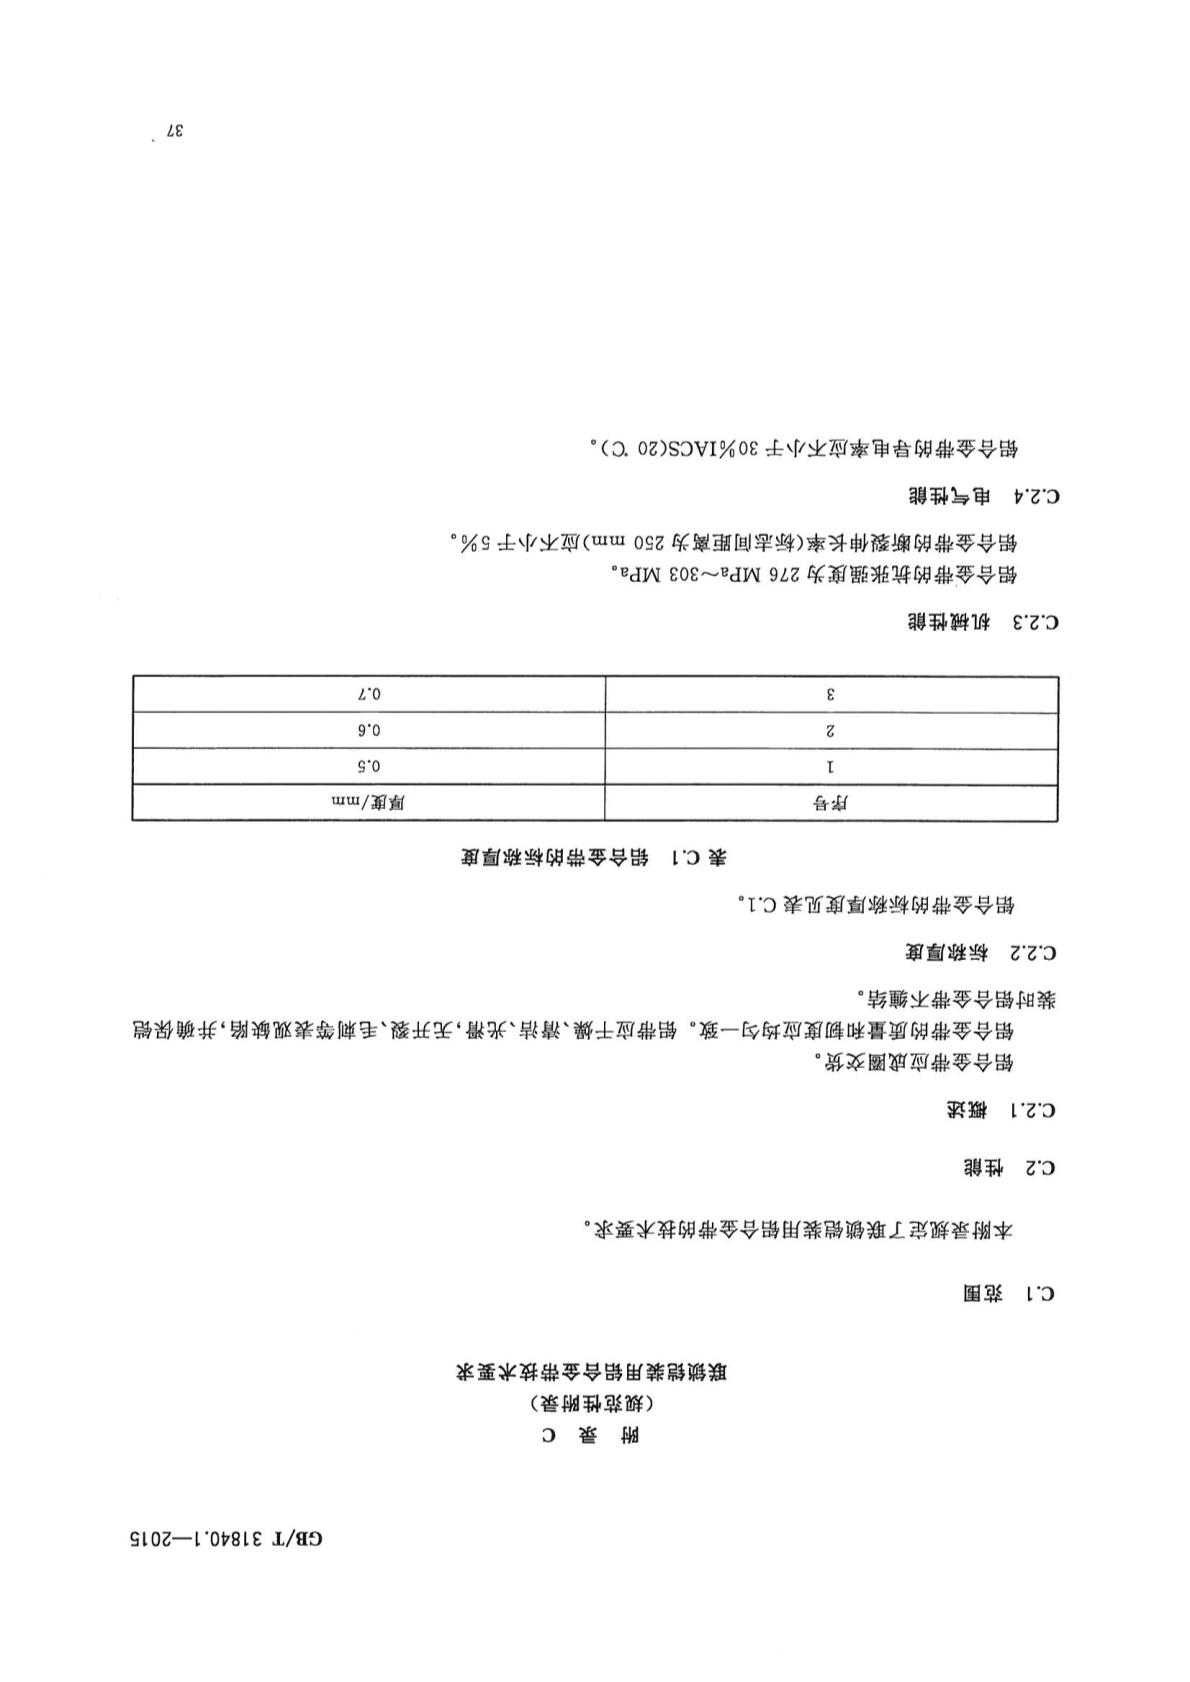 GB/T 31840.1—2015
附 录 C
（规范性附录）
联锁铠装用铝合金带技术要求
C.1 范围
本附录规定了联锁铠装用铝合金带的技术要求。
C.2 性能
C.2.1 概述
铝合金带应成圈交货。
铝合金带的质量和韧度应均匀一致。铝带应干燥、清洁、光滑,无开裂、毛刺等表观缺陷,并确保铠
装时铝合金带不缠结。
C.2.2 标称厚度
铝合金带的标称厚度见表 C.1。
表 C.1 铝合金带的标称厚度
序号 厚度/mm
1 0.5
2 0.6
3 0.7
C.2.3 机械性能
铝合金带的抗张强度为 276 MPa～303 MPa。
铝合金带的断裂伸长率(标志间距离为 250 mm)应不小于 5%。
C.2.4 电气性能
铝合金带的导电率应不小于 30%IACS(20 ℃)。
37